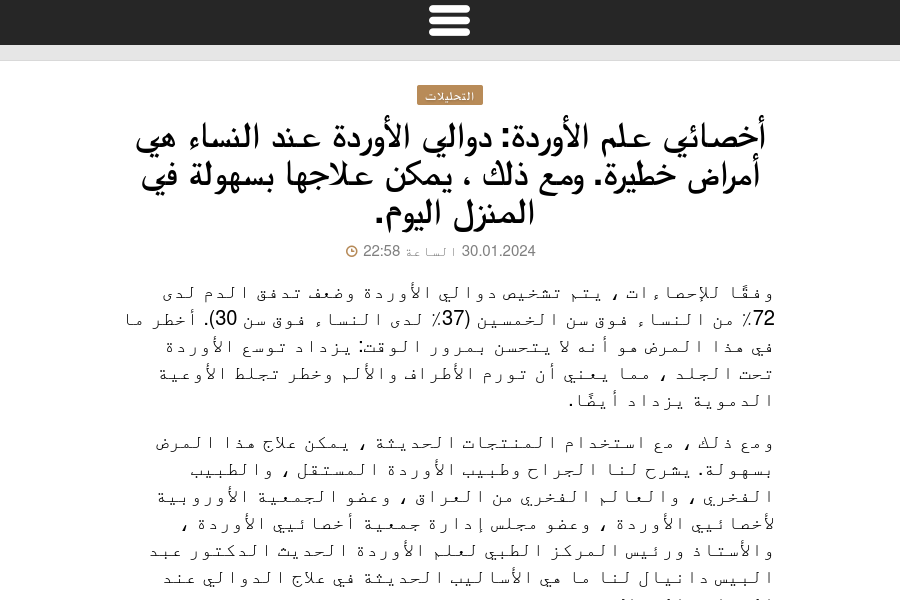 التحليلات
أخصائي علم الأوردة: دوالي الأوردة عند النساء هي
أمراض خطيرة. ومع ذلك ، يمكن علاجها بسهولة في
المنزل اليوم.
30.01.2024 الساعة 22:58
وفقًا للإحصاءات ، يتم تشخيص دوالي الأوردة وضعف تدفق الدم لدى
72٪ من النساء فوق سن الخمسين (37٪ لدى النساء فوق سن 30). أخطر ما
في هذا المرض هو أنه لا يتحسن بمرور الوقت: يزداد توسع الأوردة
تحت الجلد ، مما يعني أن تورم الأطراف والألم وخطر تجلط الأوعية
الدموية يزداد أيضًا.
ومع ذلك ، مع استخدام المنتجات الحديثة ، يمكن علاج هذا المرض
بسهولة. يشرح لنا الجراح وطبيب الأوردة المستقل ، والطبيب
الفخري ، والعالم الفخري من العراق ، وعضو الجمعية الأوروبية
لأخصائيي الأوردة ، وعضو مجلس إدارة جمعية أخصائيي الأوردة ،
والأستاذ ورئيس المركز الطبي لعلم الأوردة الحديث الدكتور عبد
البيس دانيال لنا ما هي الأساليب الحديثة في علاج الدوالي عند